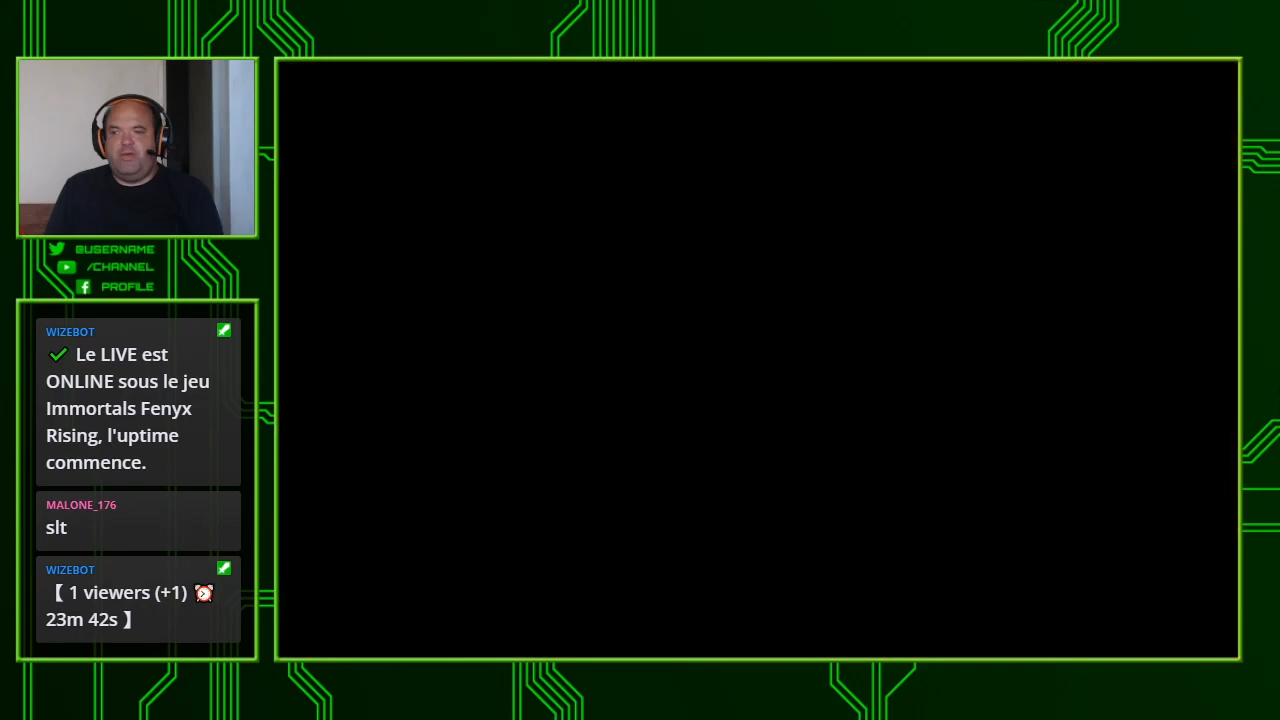 @USERNAME
/CHANNEL
PROFILE
WIZEBOT
✔ Le LIVE est
ONLINE sous le jeu
Immortals Fenyx
Rising, l'uptime
commence.
MALONE_176
slt
WIZEBOT
【 1 viewers (+1) ⏰
23m 42s 】